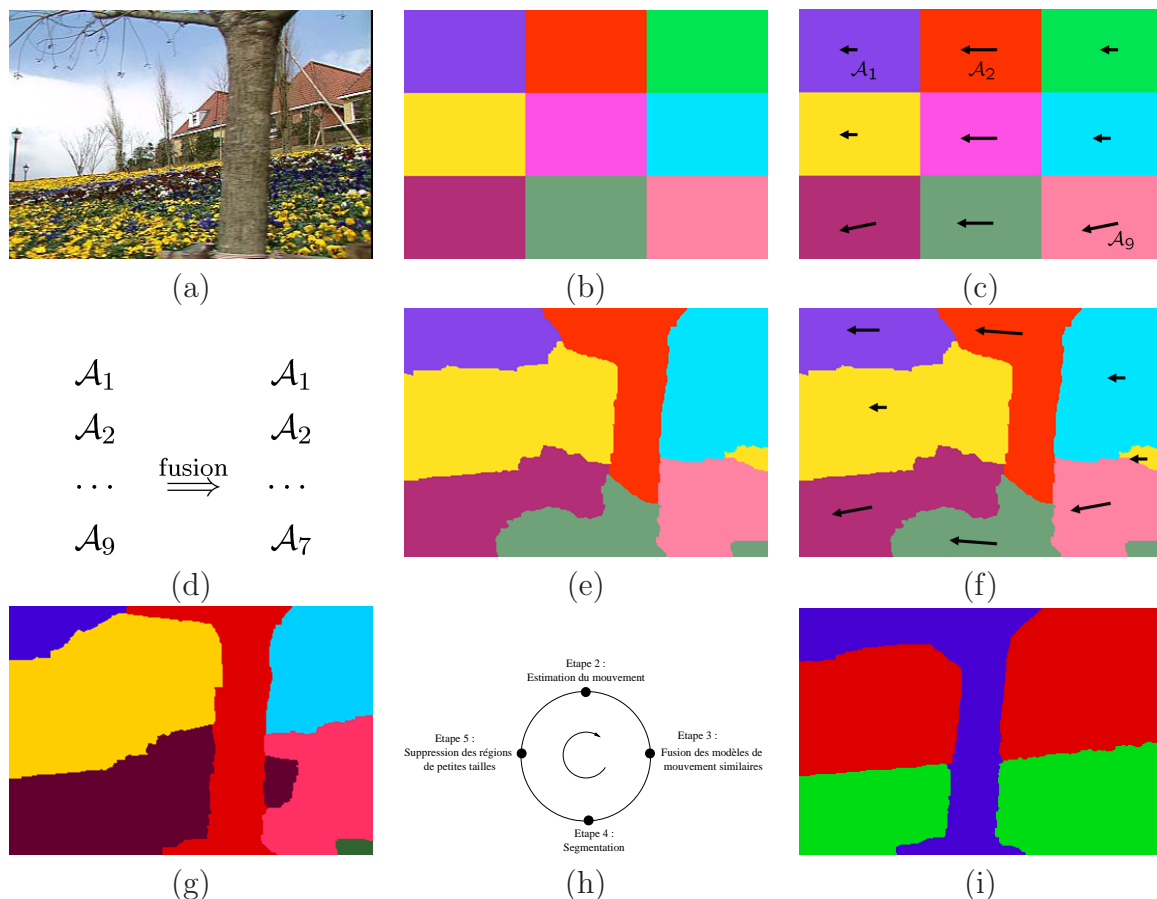 𝒜₁ 𝒜₂
𝒜₉
(a) (b) (c)
𝒜₁ 𝒜₁
𝒜₂ 𝒜₂
fusion
... ⟹ ...
𝒜₉ 𝒜₇
(d) (e) (f)
Etape 2 :
Estimation du mouvement
Etape 5 :
Suppression des régions
de petites tailles
Etape 3 :
Fusion des modèles de
mouvement similaires
Etape 4 :
Segmentation
(g) (h) (i)